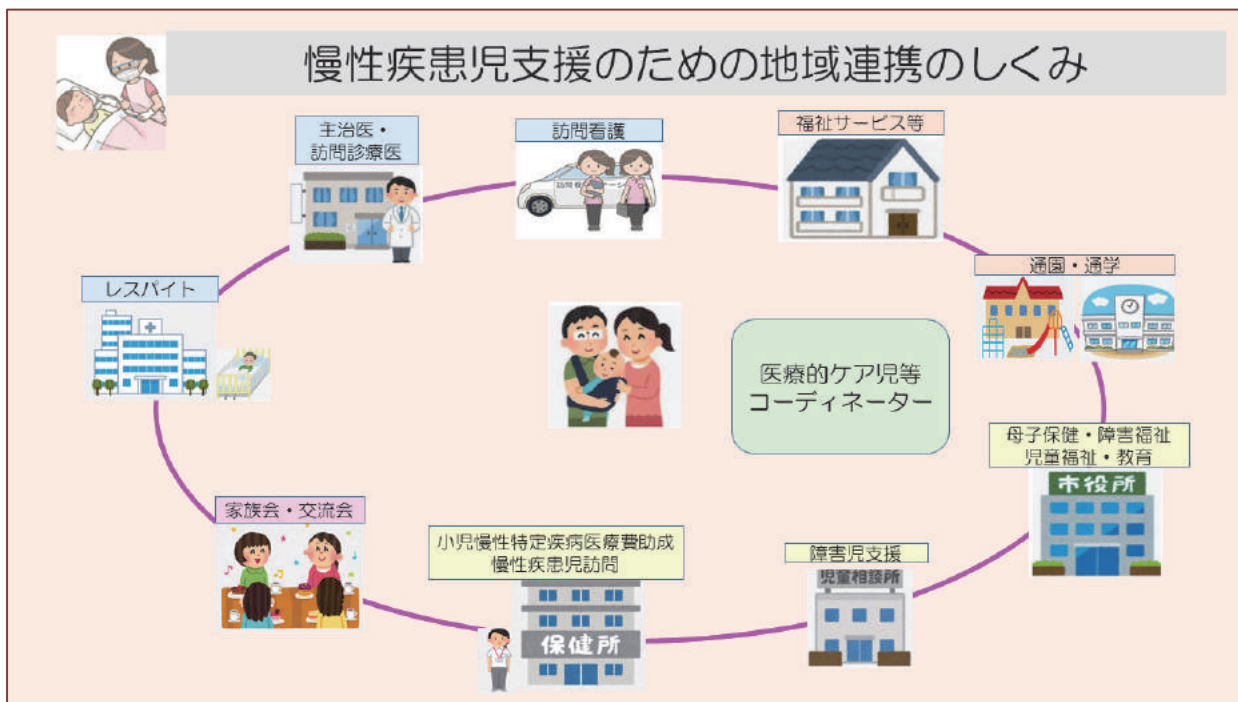 慢性疾患児支援のための地域連携のしくみ
主治医・
訪問診療医
訪問看護
福祉サービス等
通園・通学
レスパイト
医療的ケア児等
コーディネーター
母子保健・障害福祉
児童福祉・教育
市役所
家族会・交流会
小児慢性特定疾病医療費助成
慢性疾患児訪問
保健所
障害児支援
児童相談所